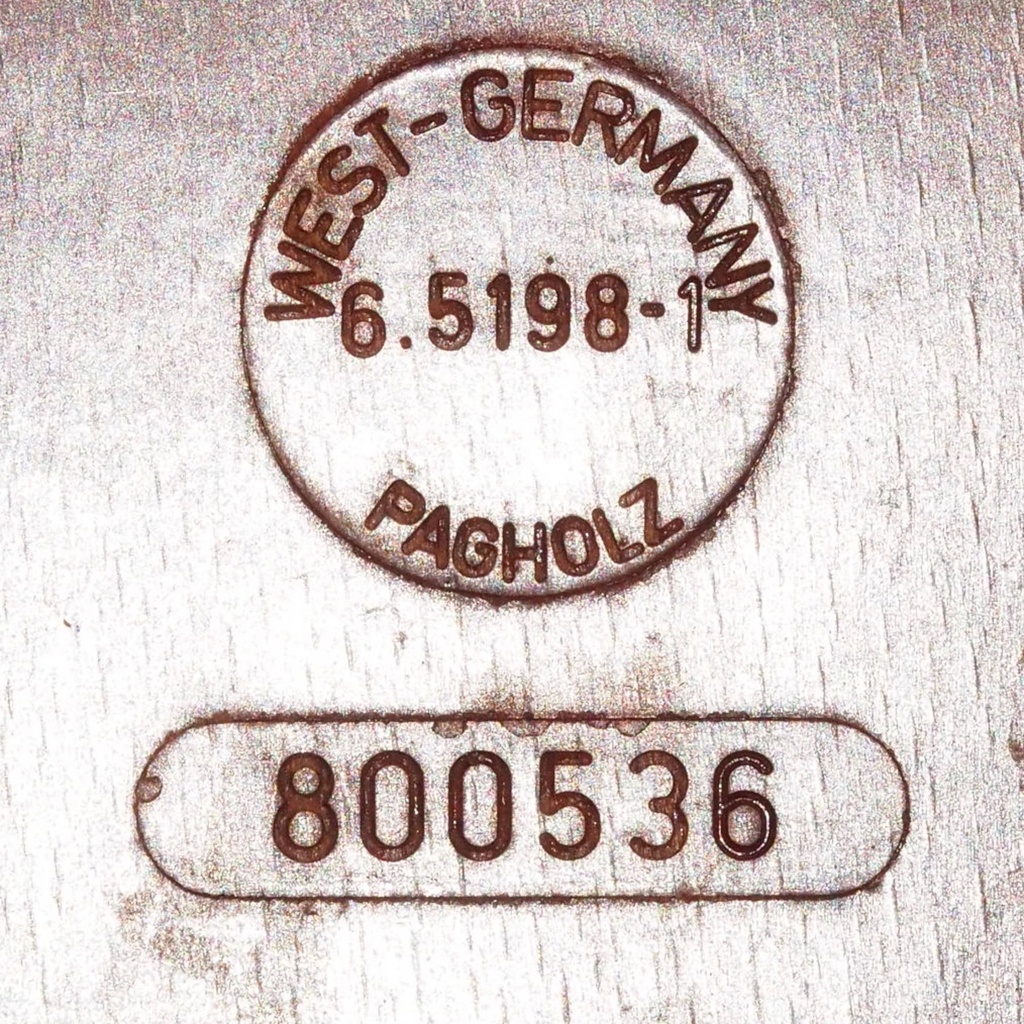 WEST-GERMANY
6.5198-1
PAGHOLZ
800536